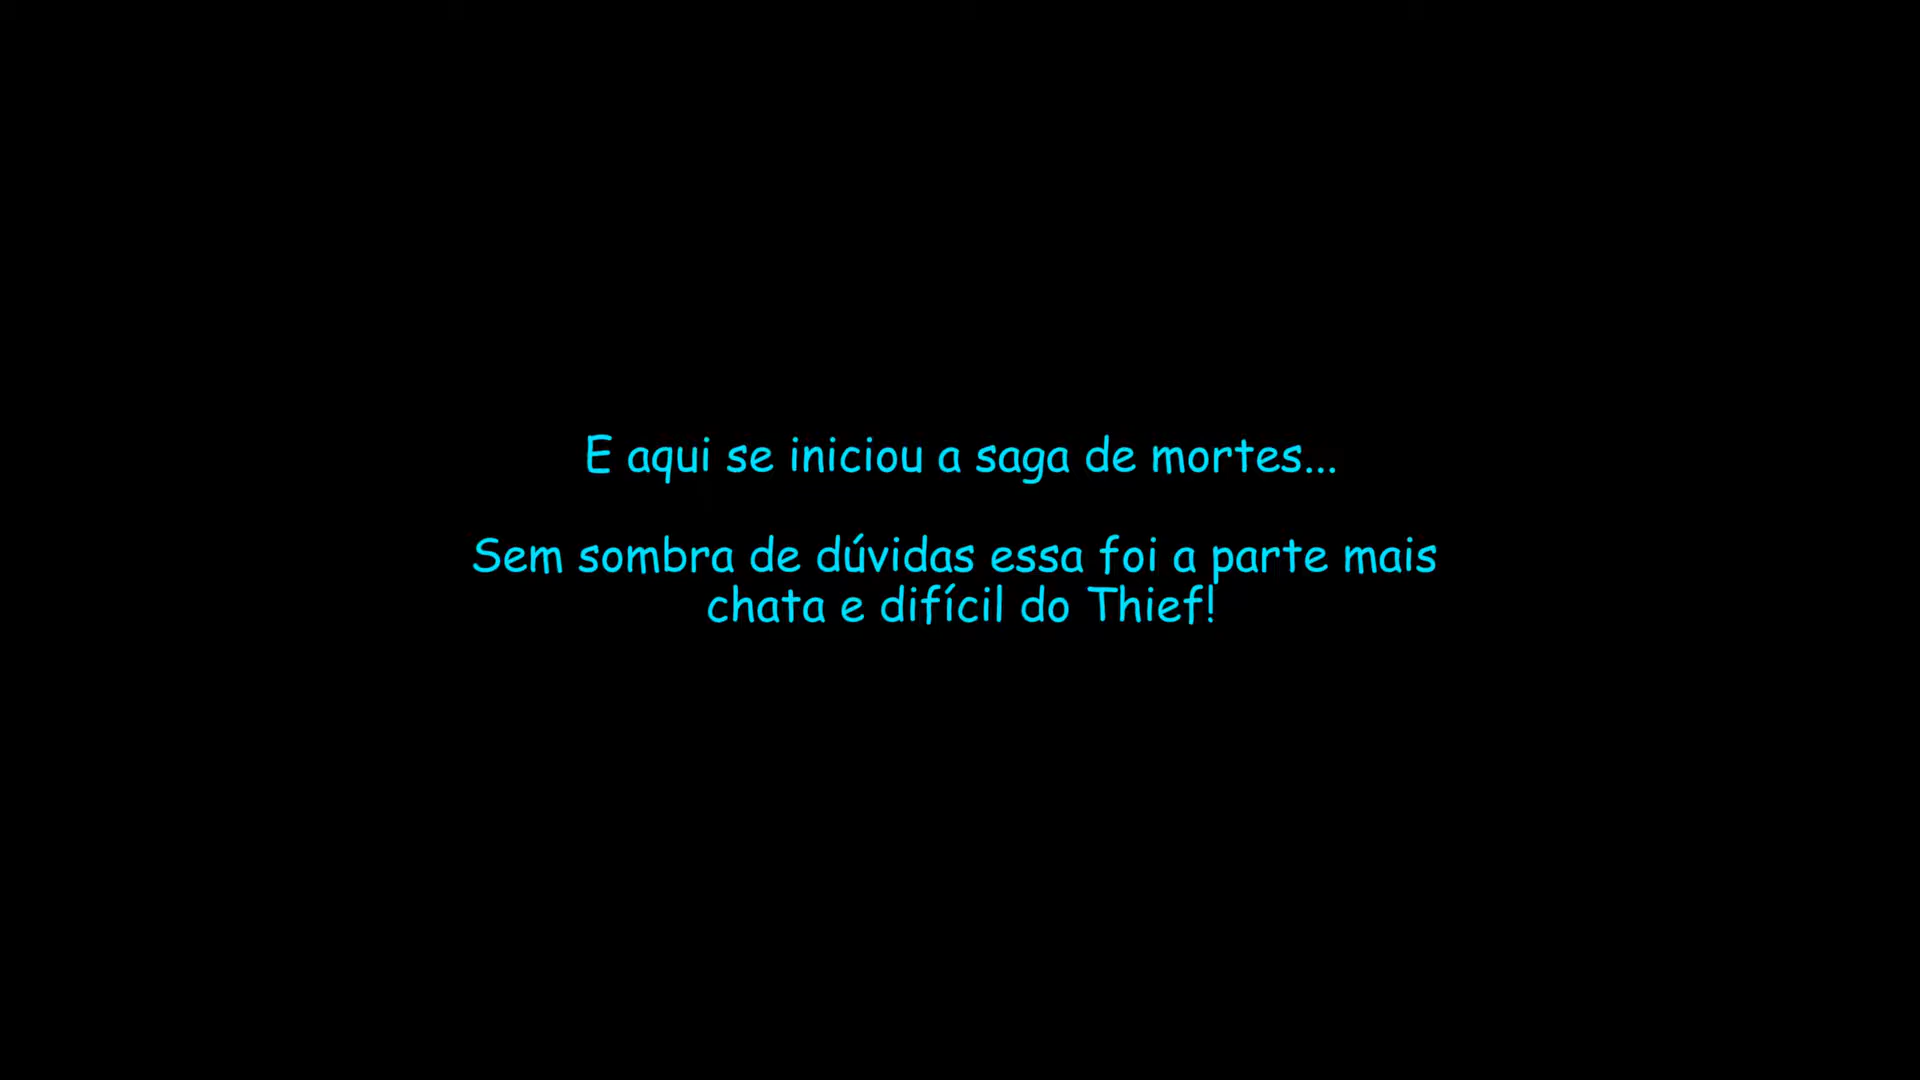 E aqui se iniciou a saga de mortes...
Sem sombra de dúvidas essa foi a parte mais
chata e difícil do Thief!